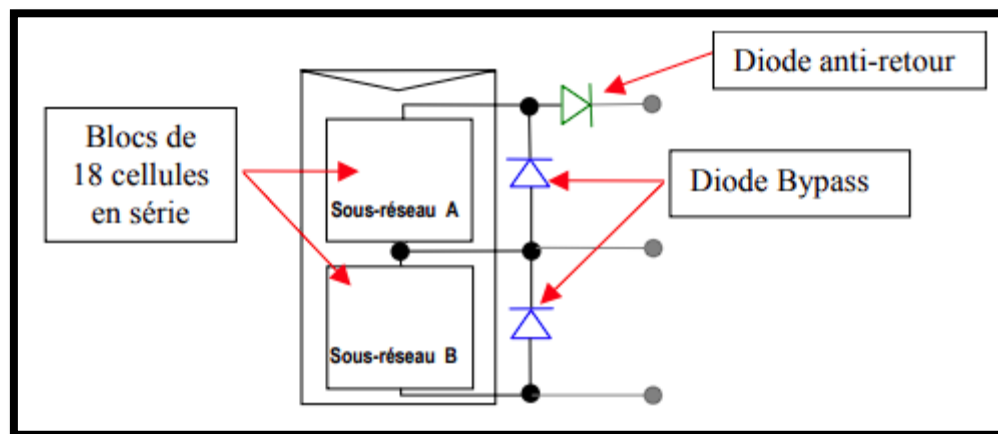 Diode anti-retour
Blocs de
18 cellules
en série
Sous-réseau A
Diode Bypass
Sous-réseau B